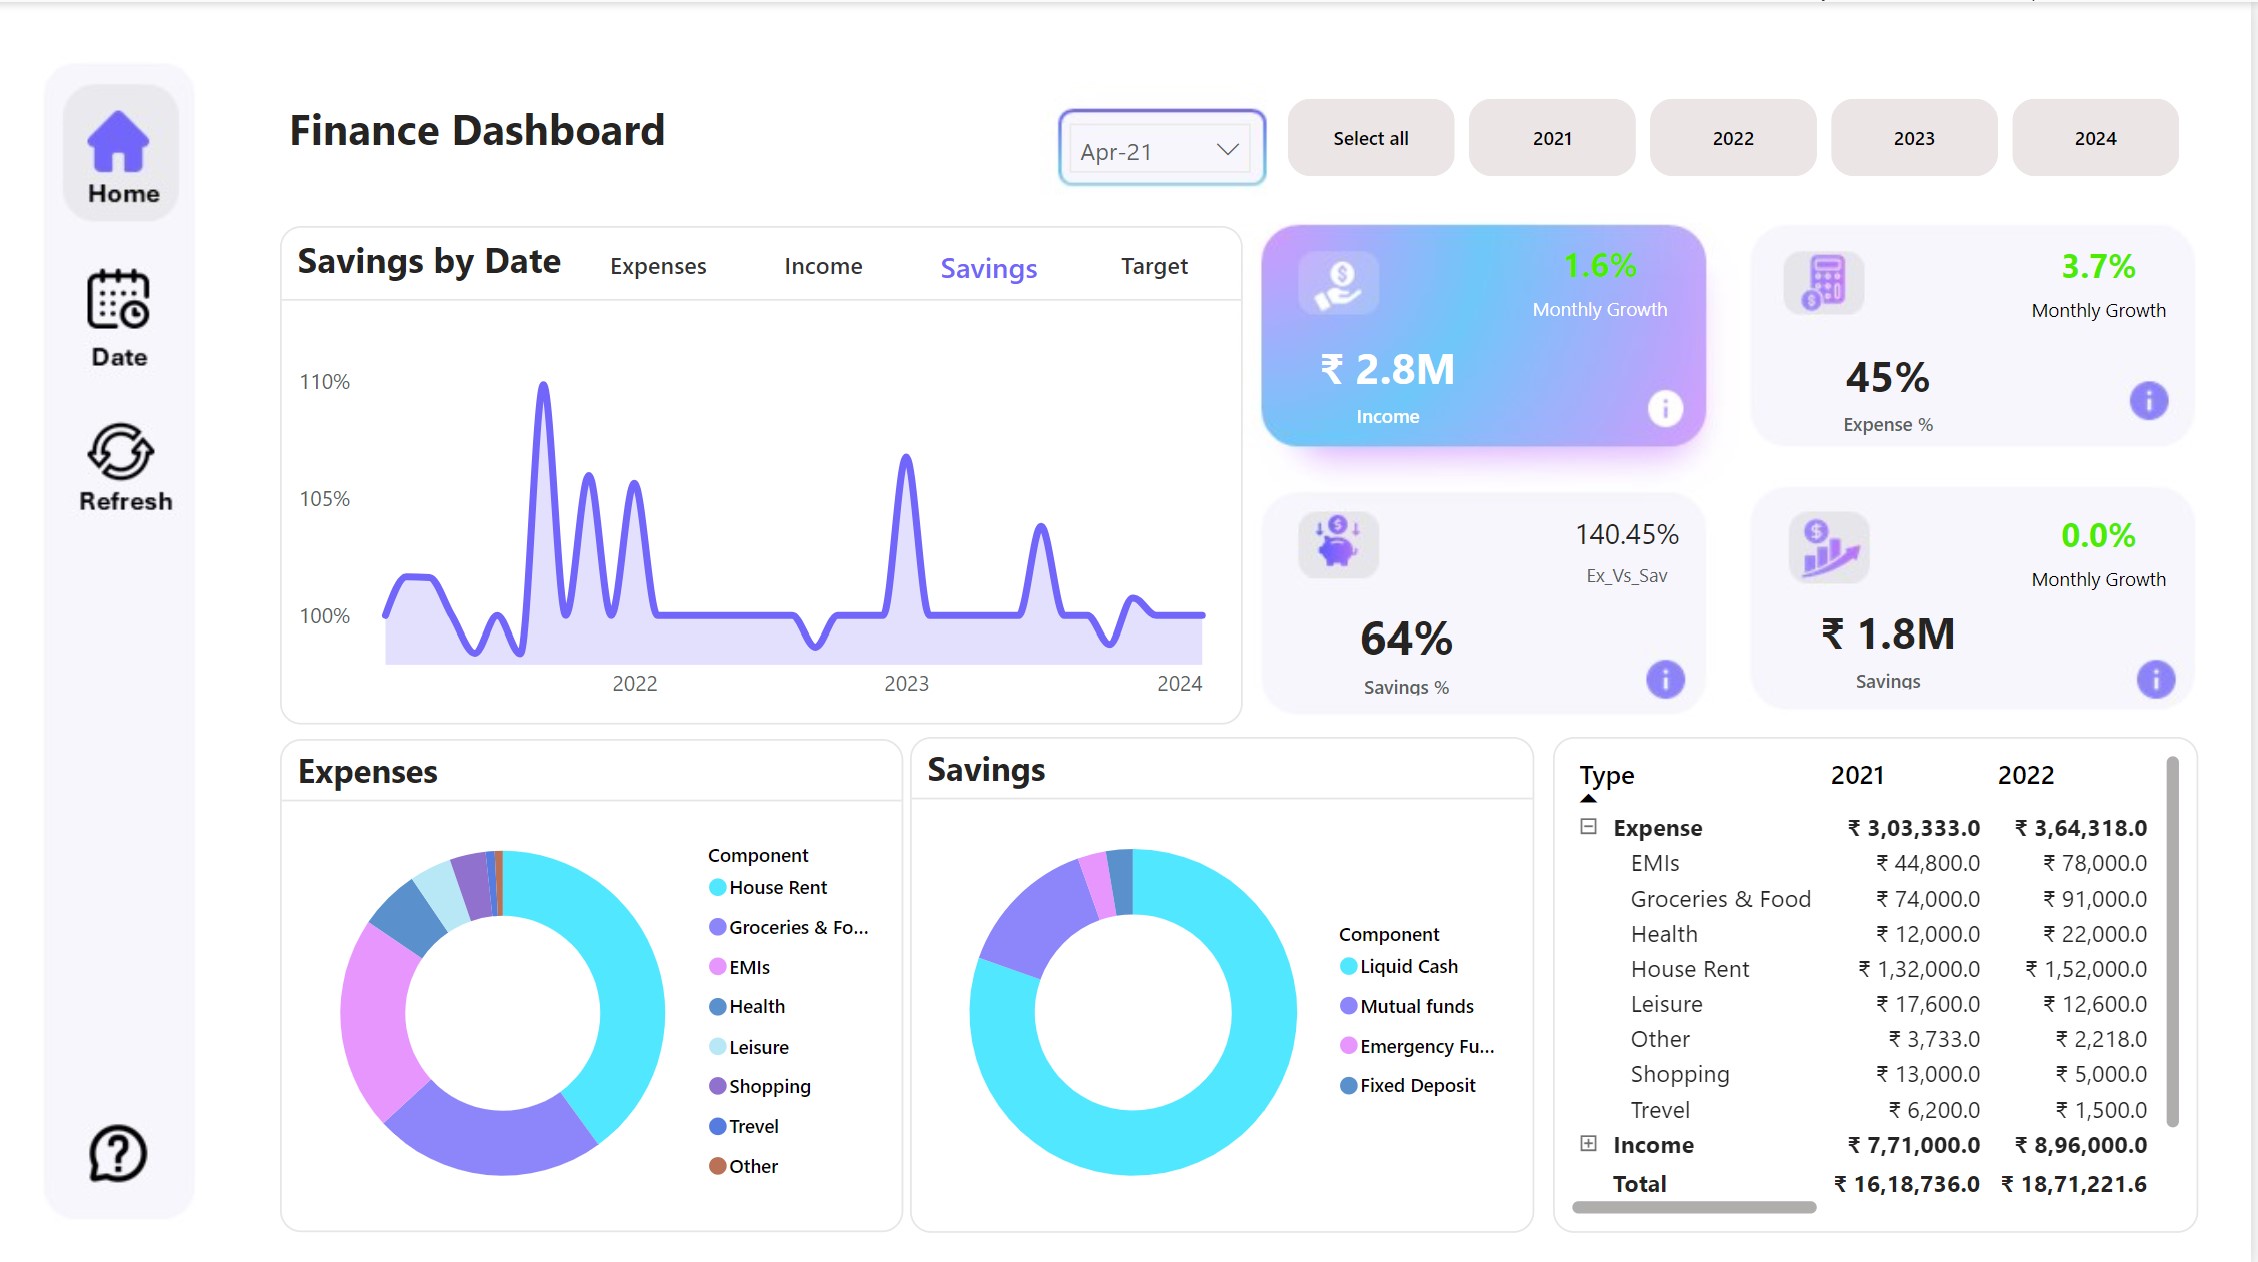 Home
Date
Refresh
Finance Dashboard
Apr-21
Select all
2021
2022
2023
2024
Savings by Date
Expenses
Income
Savings
Target
110%
105%
100%
2022
2023
2024
1.6%
Monthly Growth
₹ 2.8M
Income
3.7%
Monthly Growth
45%
Expense %
140.45%
Ex_Vs_Sav
64%
Savings %
0.0%
Monthly Growth
₹ 1.8M
Savings
Expenses
Component
House Rent
Groceries & Fo...
EMIs
Health
Leisure
Shopping
Trevel
Other
Savings
Component
Liquid Cash
Mutual funds
Emergency Fu...
Fixed Deposit
Type 2021 2022
Expense ₹ 3,03,333.0 ₹ 3,64,318.0
EMIs ₹ 44,800.0 ₹ 78,000.0
Groceries & Food ₹ 74,000.0 ₹ 91,000.0
Health ₹ 12,000.0 ₹ 22,000.0
House Rent ₹ 1,32,000.0 ₹ 1,52,000.0
Leisure ₹ 17,600.0 ₹ 12,600.0
Other ₹ 3,733.0 ₹ 2,218.0
Shopping ₹ 13,000.0 ₹ 5,000.0
Trevel ₹ 6,200.0 ₹ 1,500.0
Income ₹ 7,71,000.0 ₹ 8,96,000.0
Total ₹ 16,18,736.0 ₹ 18,71,221.6